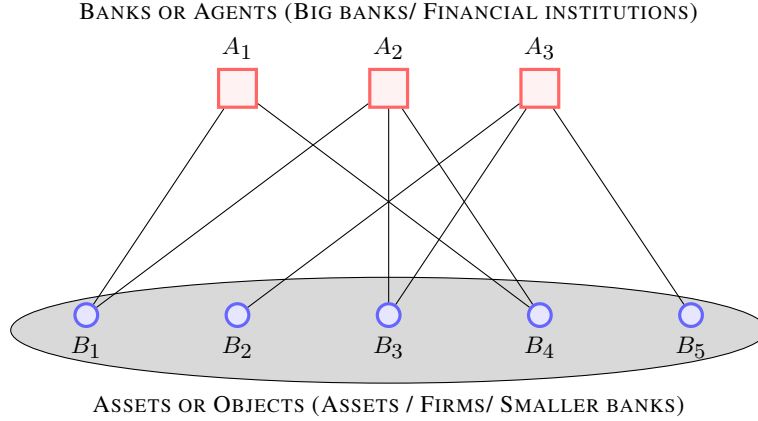 BANKS OR AGENTS (BIG BANKS/ FINANCIAL INSTITUTIONS)
A1 A2 A3
B1 B2 B3 B4 B5
ASSETS OR OBJECTS (ASSETS / FIRMS/ SMALLER BANKS)